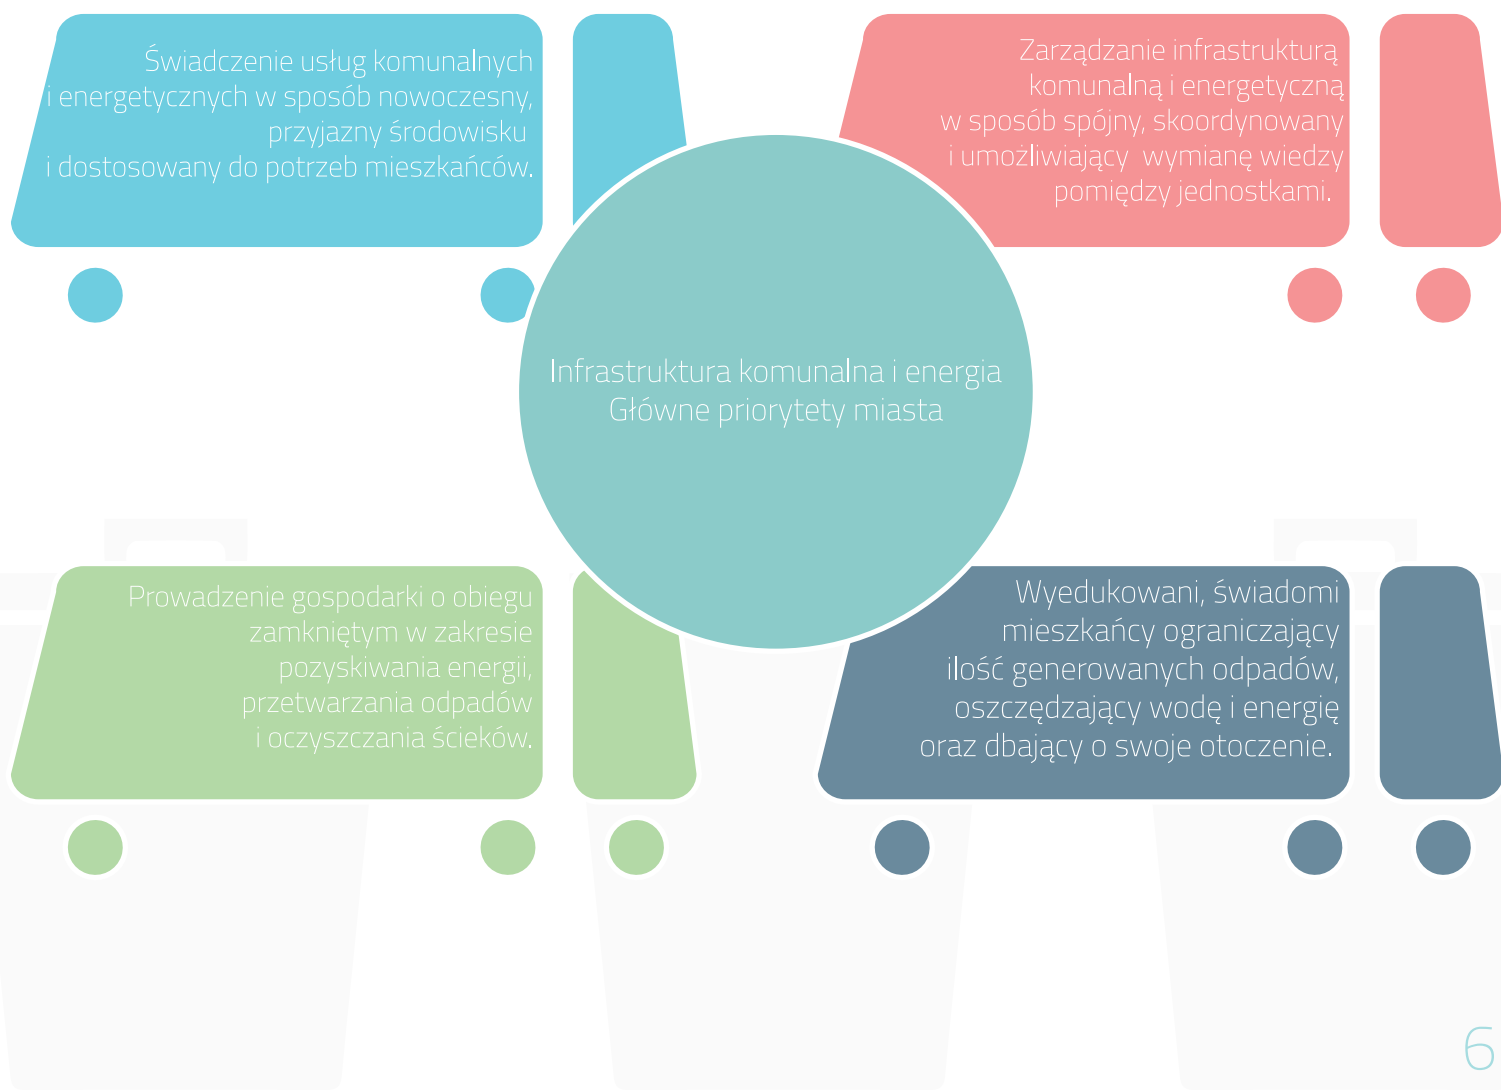 Świadczenie usług komunalnych
i energetycznych w sposób nowoczesny,
przyjazny środowisku
i dostosowany do potrzeb mieszkańców.
Zarządzanie infrastrukturą
komunalną i energetyczną
w sposób spójny, skoordynowany
i umożliwiający wymianę wiedzy
pomiędzy jednostkami.
Infrastruktura komunalna i energia
Główne priorytety miasta
Prowadzenie gospodarki o obiegu
zamkniętym w zakresie
pozyskiwania energii,
przetwarzania odpadów
i oczyszczania ścieków.
Wyedukowani, świadomi
mieszkańcy ograniczający
ilość generowanych odpadów,
oszczędzający wodę i energię
oraz dbający o swoje otoczenie.
6